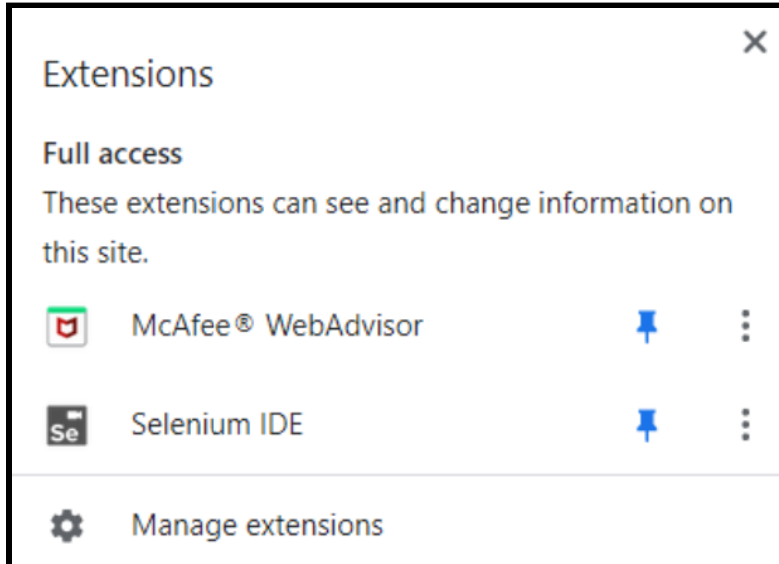 Extensions
Full access
These extensions can see and change information on
this site.
McAfee® WebAdvisor
Se Selenium IDE
Manage extensions